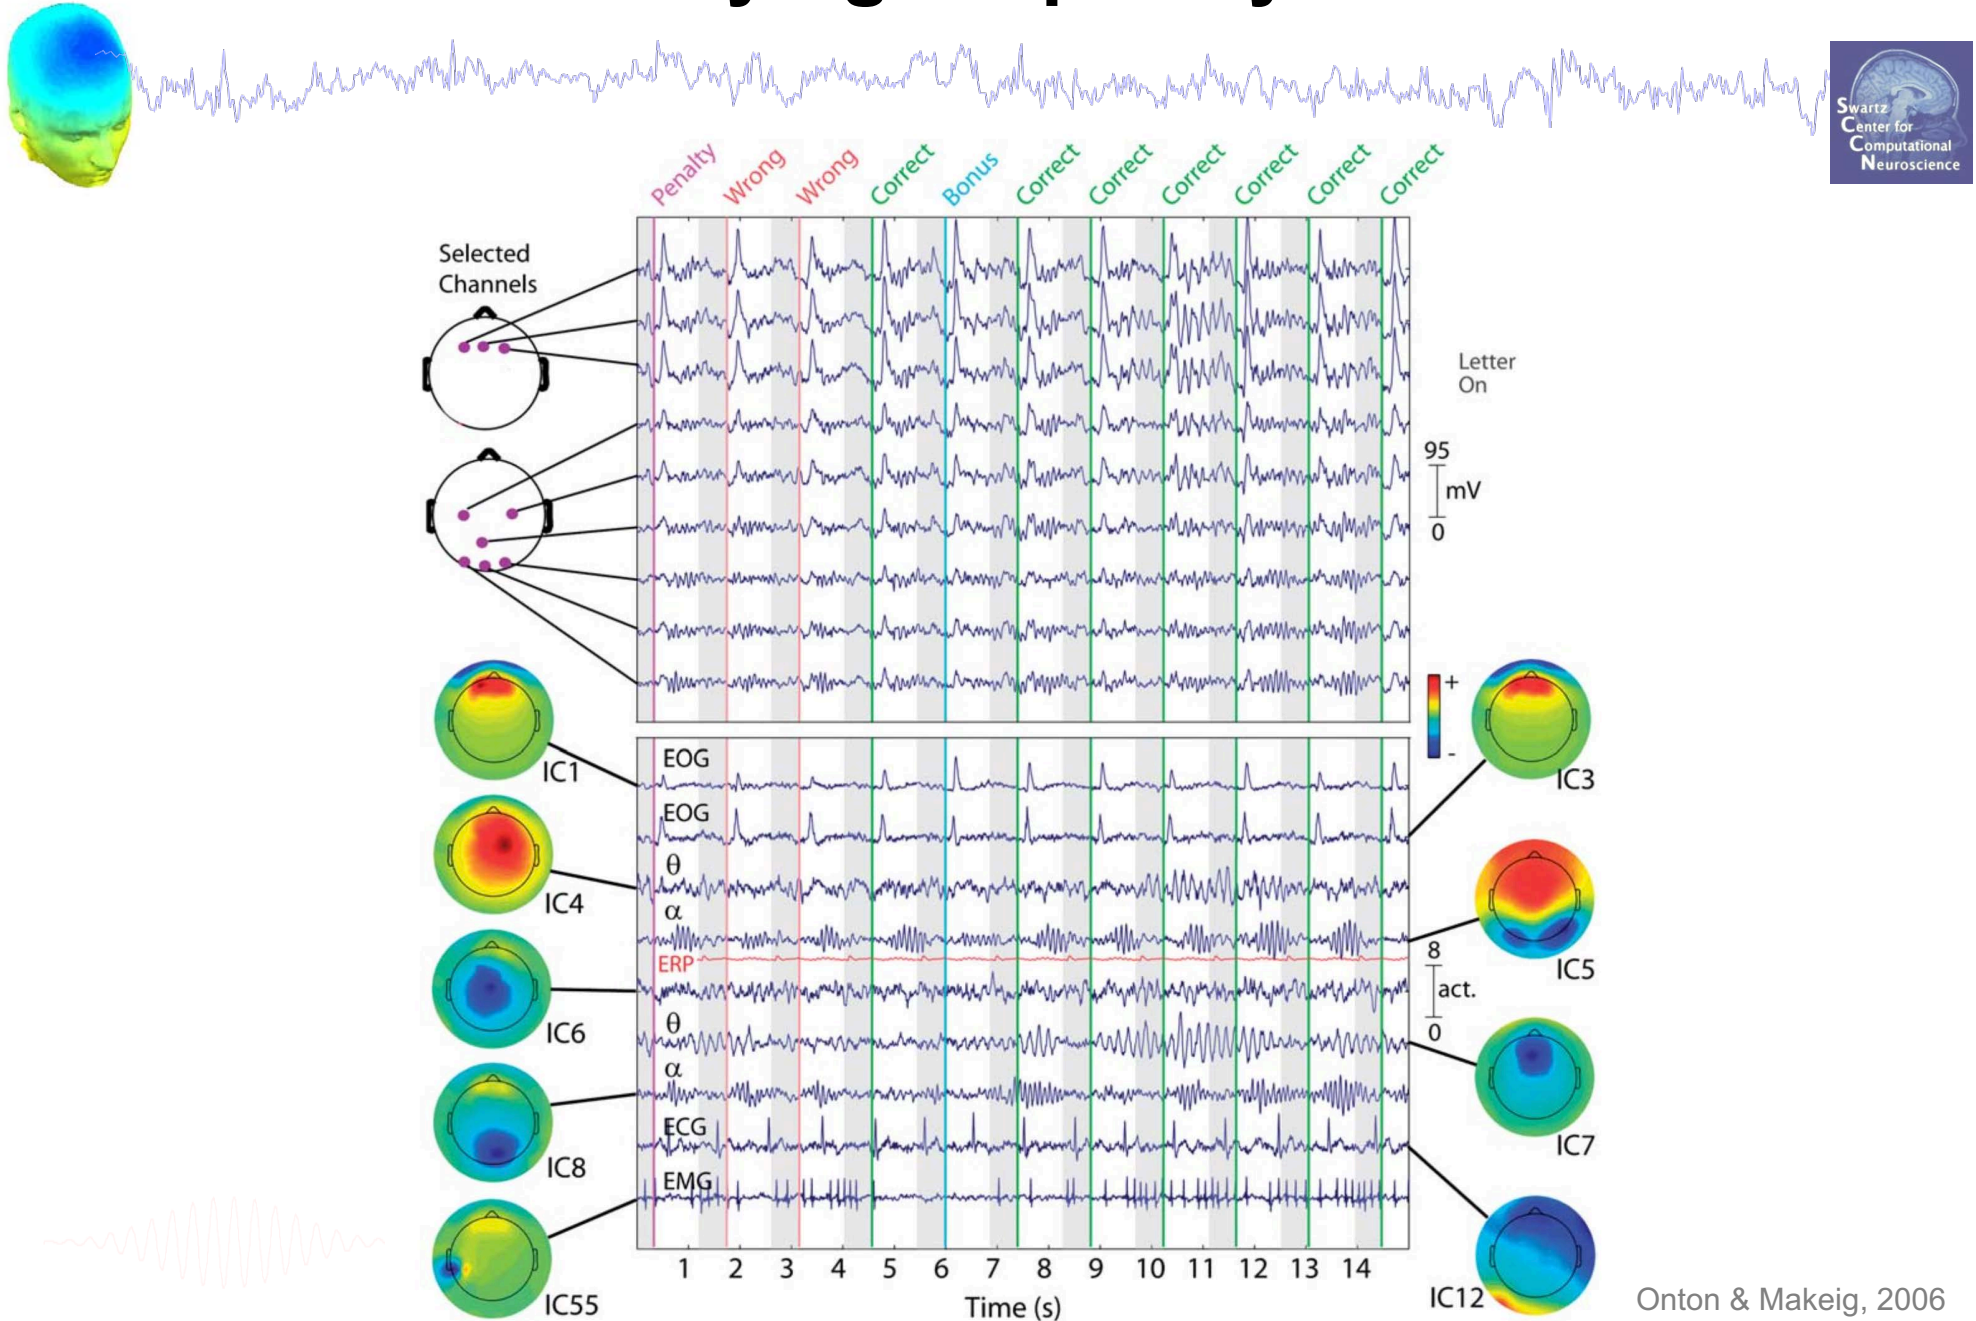 Swartz
Center for
Computational
Neuroscience
Penalty
Wrong
Wrong
Correct
Bonus
Correct
Correct
Correct
Correct
Correct
Correct
Selected
Channels
Letter
On
95
mV
0
+
-
IC1
EOG
IC3
EOG
θ
IC4
α
IC5
ERP
8
act.
0
IC6
θ
IC7
α
IC8
ECG
EMG
IC55
IC12
1 2 3 4 5 6 7 8 9 10 11 12 13 14
Time (s)
Onton & Makeig, 2006